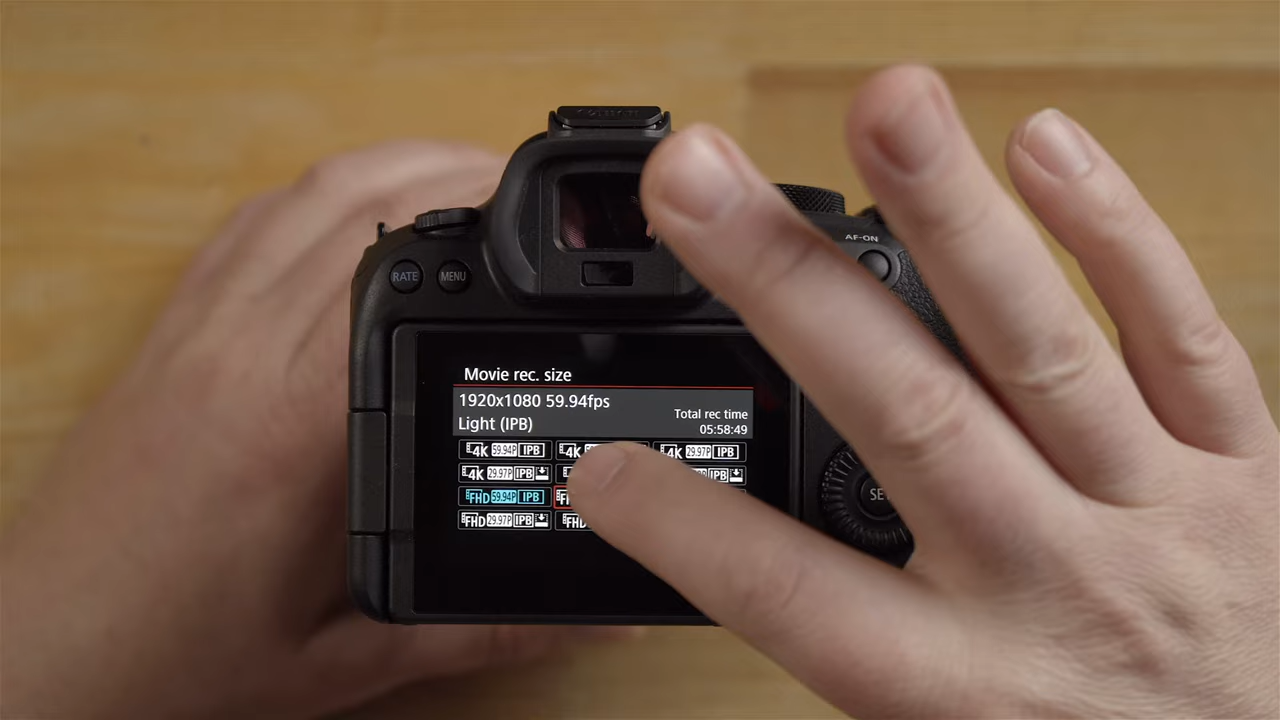 AF-ON
RATE MENU
Movie rec. size
1920x1080 59.94fps
Total rec time
Light (IPB)
05:58:49
4K 59.94P IPB 4K 4K 29.97P IPB
4K 29.97P IPB IPB
FHD 59.94P IPB
FHD 29.97P IPB FHD